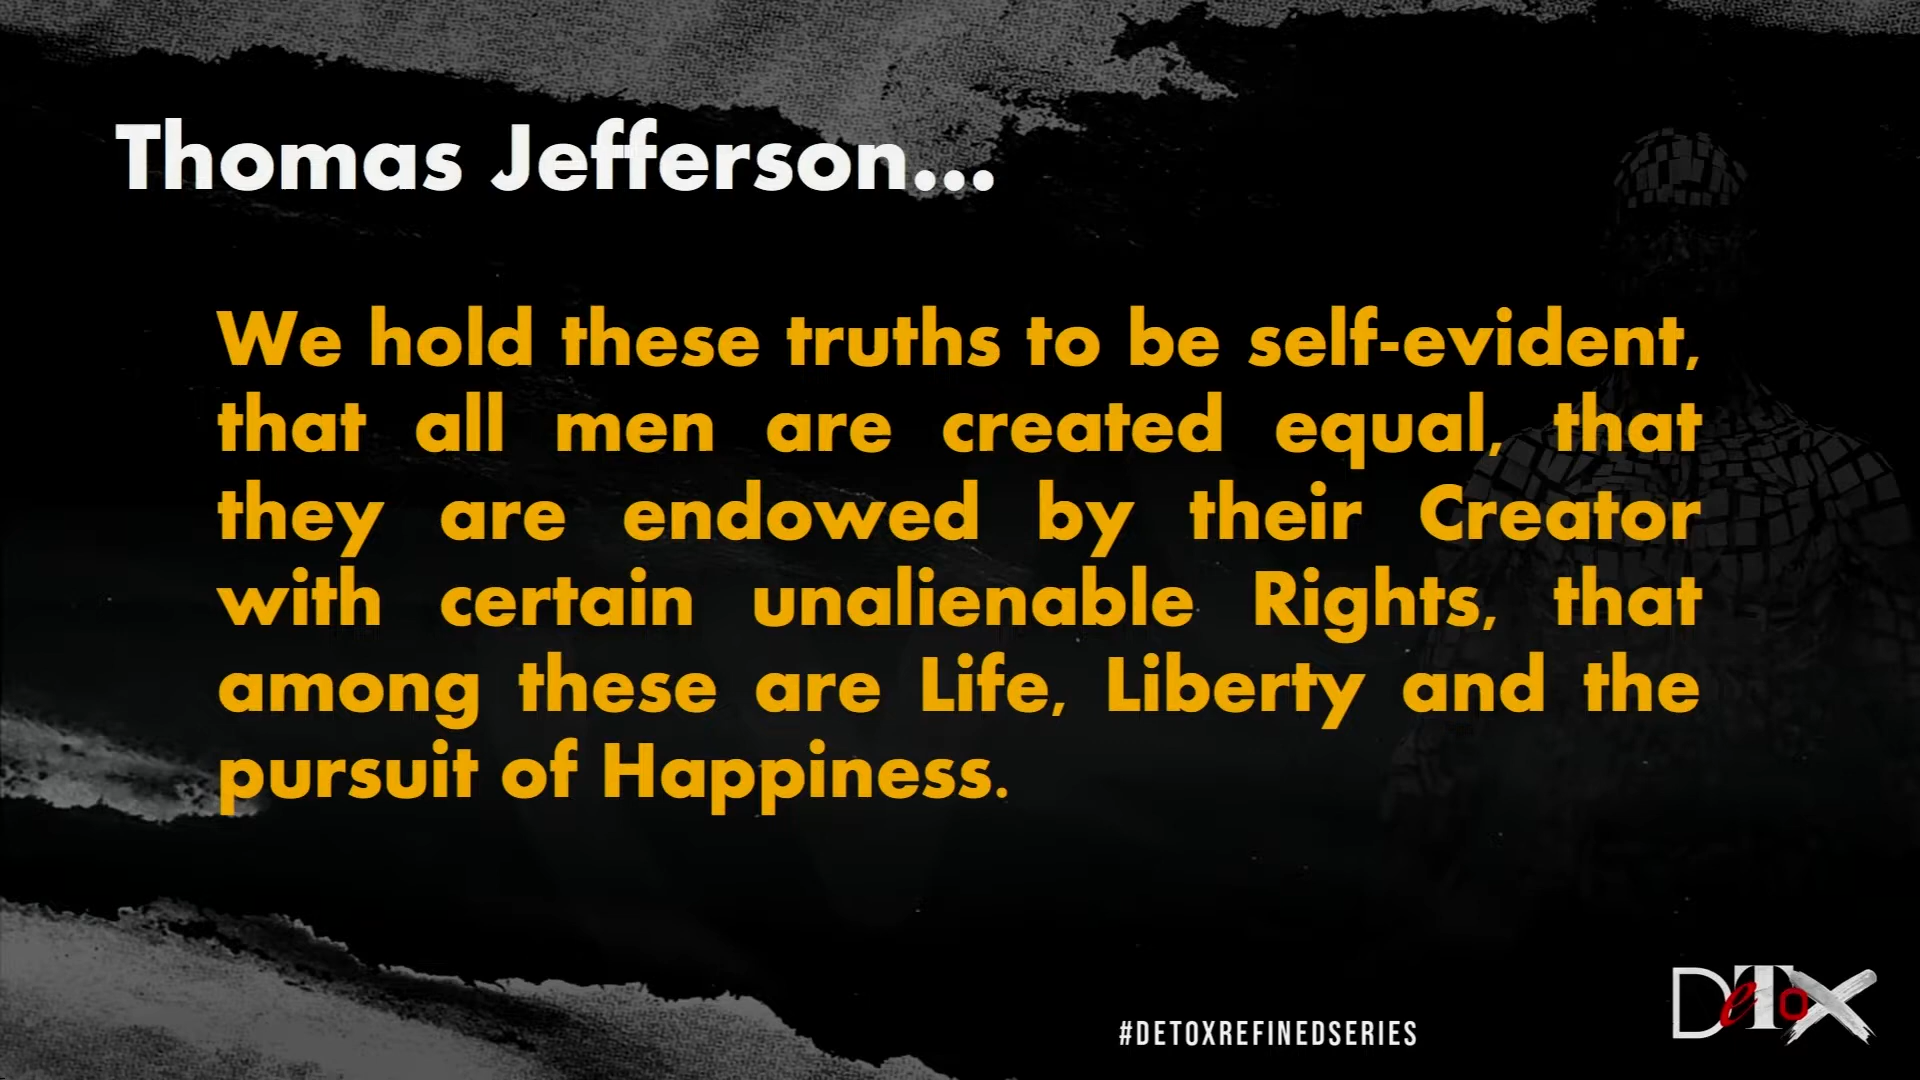 Thomas Jefferson...
We hold these truths to be self-evident,
that all men are created equal, that
they are endowed by their Creator
with certain unalienable Rights, that
among these are Life, Liberty and the
pursuit of Happiness.
#DETOXREFINEDSERIES
DeToX